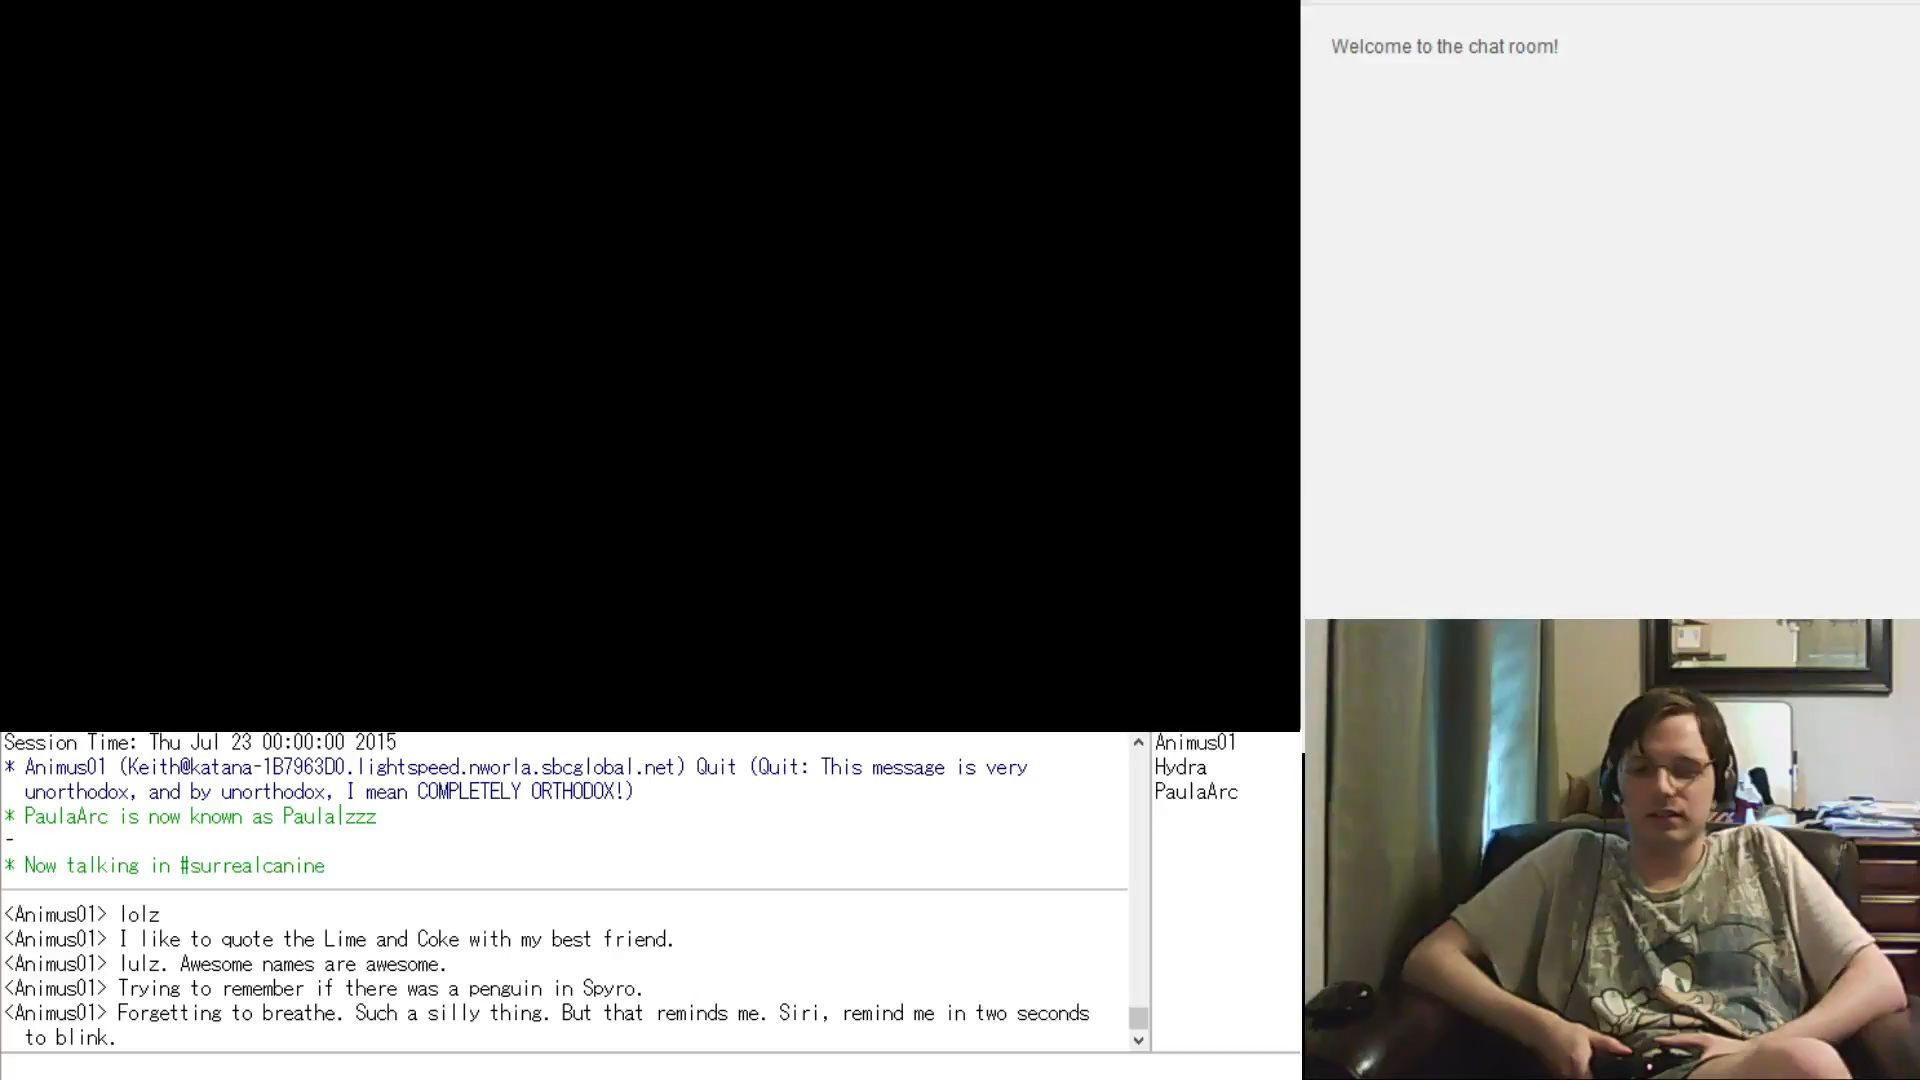 Welcome to the chat room!
Session Time: Thu Jul 23 00:00:00 2015
* Animus01 (Keith@katana-1B7963D0.lightspeed.nworla.sbcglobal.net) Quit (Quit: This message is very
unorthodox, and by unorthodox, I mean COMPLETELY ORTHODOX!)
* PaulaArc is now known as Paula|zzz
-
* Now talking in #surrealcanine
<Animus01> lolz
<Animus01> I like to quote the Lime and Coke with my best friend.
<Animus01> lulz. Awesome names are awesome.
<Animus01> Trying to remember if there was a penguin in Spyro.
<Animus01> Forgetting to breathe. Such a silly thing. But that reminds me. Siri, remind me in two seconds
to blink.
Animus01
Hydra
PaulaArc